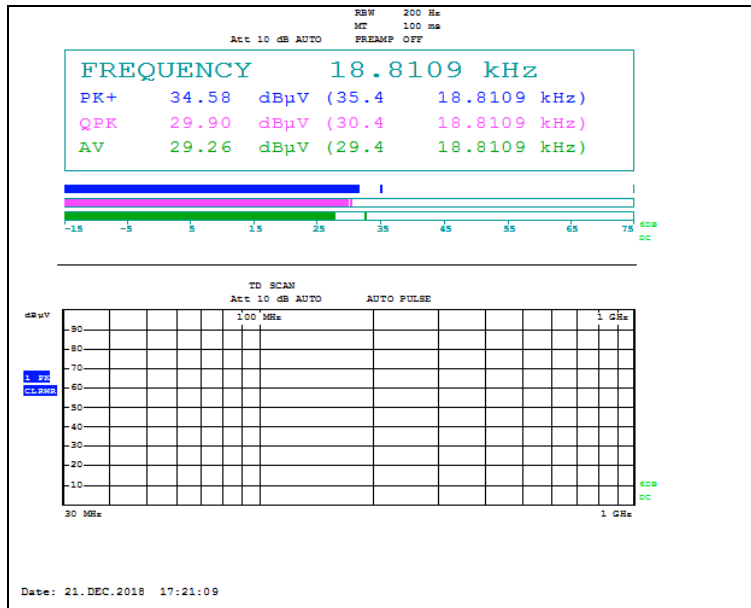 RBW 200 Hz
MT 100 ms
Att 10 dB AUTO PREAMP OFF
FREQUENCY 18.8109 kHz
PK+ 34.58 dBµV (35.4 18.8109 kHz)
QPK 29.90 dBµV (30.4 18.8109 kHz)
AV 29.26 dBµV (29.4 18.8109 kHz)
-15 -5 5 15 25 35 45 55 65 75
6DB
DC
TD SCAN
Att 10 dB AUTO AUTO PULSE
dBµV 100 MHz 1 GHz
90
80
70
1 PK
60
CLRWR
50
40
30
20
10
6DB
DC
30 MHz 1 GHz
Date: 21.DEC.2018 17:21:09